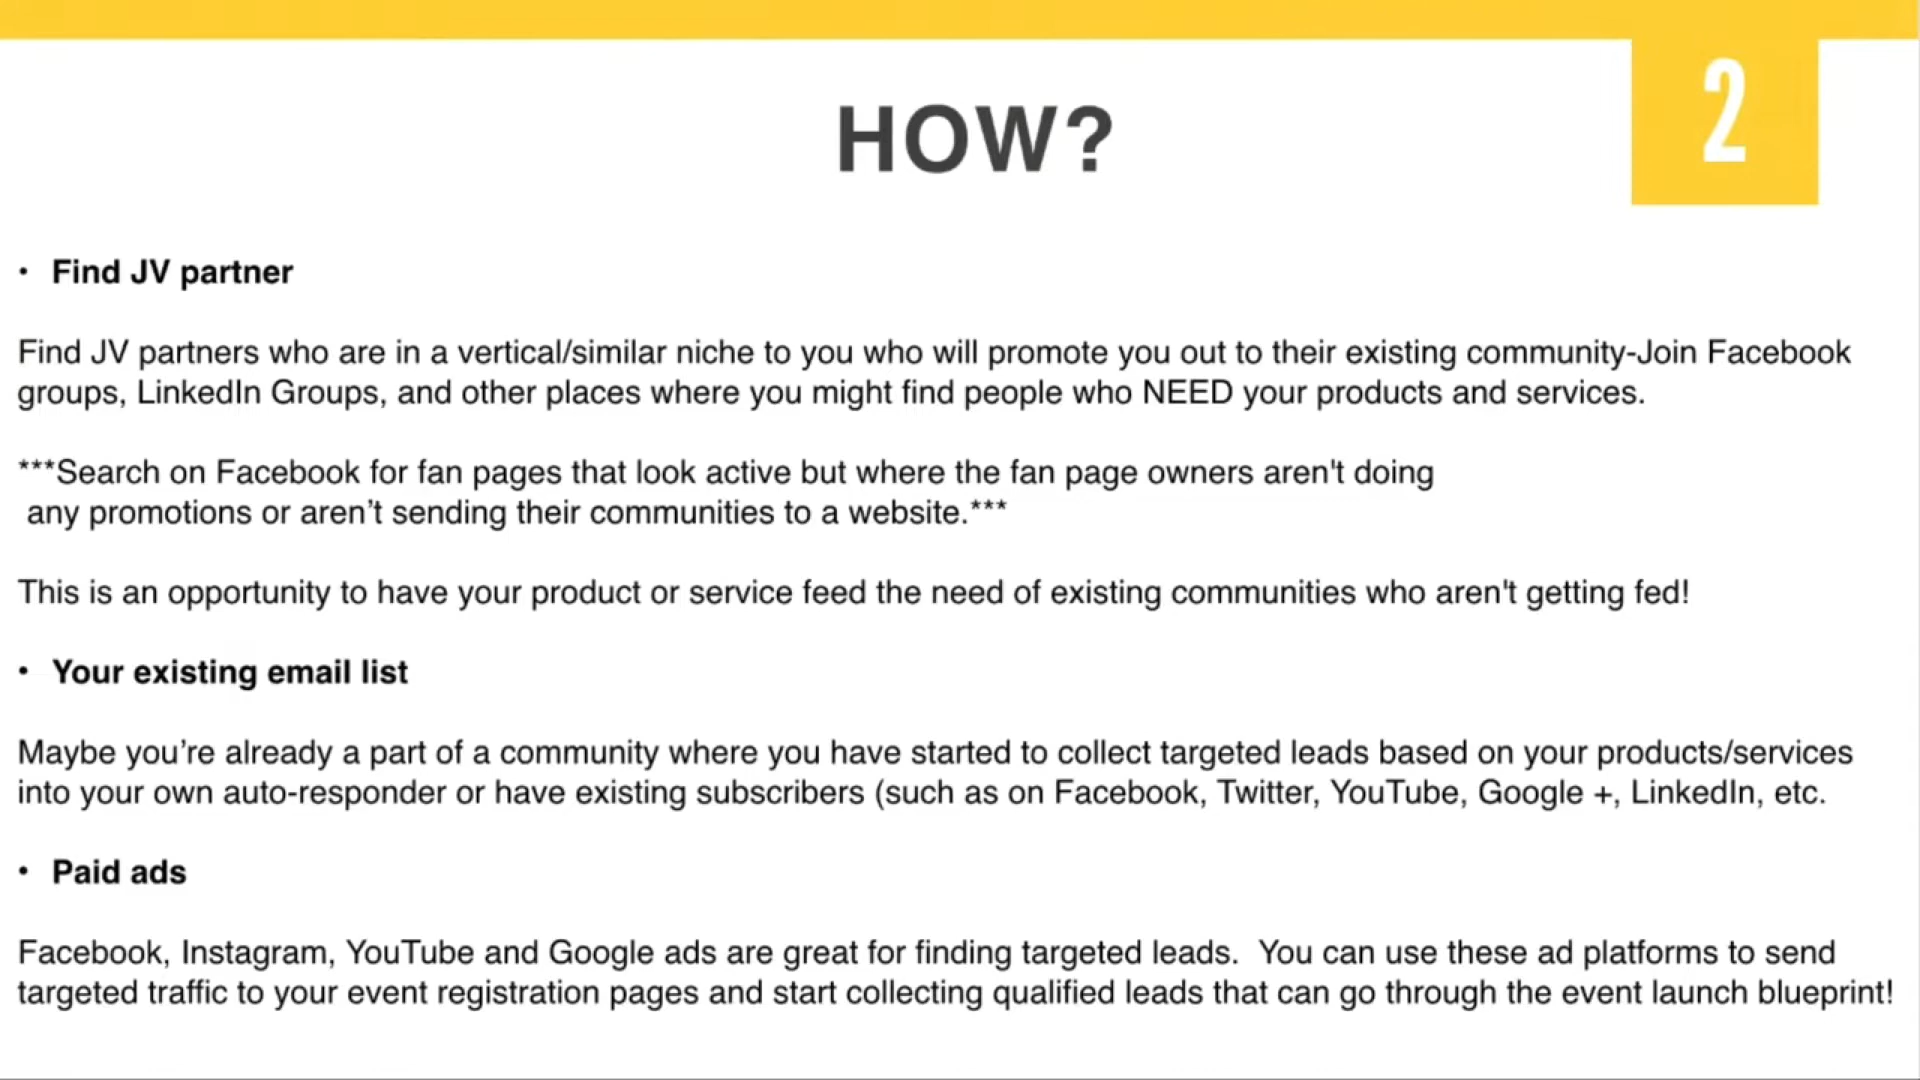 2
HOW?
• Find JV partner
Find JV partners who are in a vertical/similar niche to you who will promote you out to their existing community-Join Facebook
groups, LinkedIn Groups, and other places where you might find people who NEED your products and services.
***Search on Facebook for fan pages that look active but where the fan page owners aren't doing
any promotions or aren’t sending their communities to a website.***
This is an opportunity to have your product or service feed the need of existing communities who aren't getting fed!
• Your existing email list
Maybe you’re already a part of a community where you have started to collect targeted leads based on your products/services
into your own auto-responder or have existing subscribers (such as on Facebook, Twitter, YouTube, Google +, LinkedIn, etc.
• Paid ads
Facebook, Instagram, YouTube and Google ads are great for finding targeted leads.  You can use these ad platforms to send
targeted traffic to your event registration pages and start collecting qualified leads that can go through the event launch blueprint!